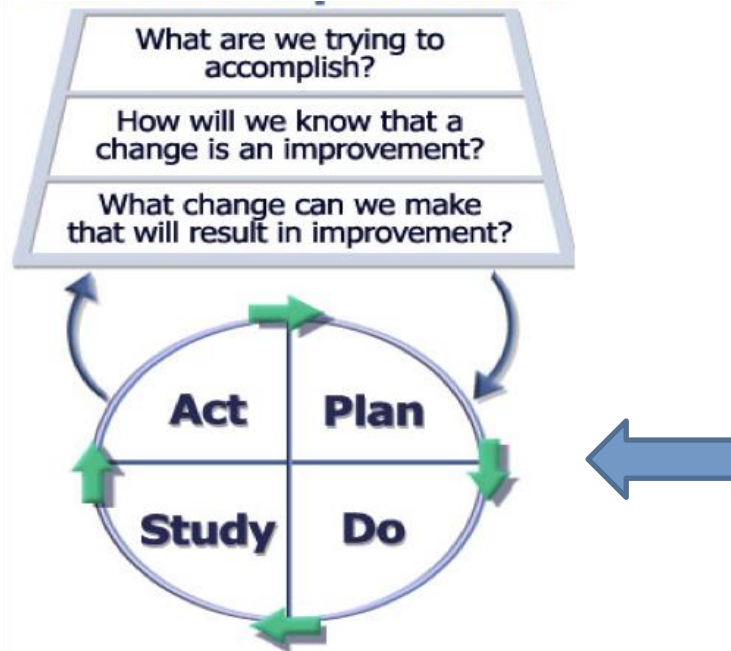 What are we trying to
accomplish?
How will we know that a
change is an improvement?
What change can we make
that will result in improvement?
Act
Plan
Study
Do